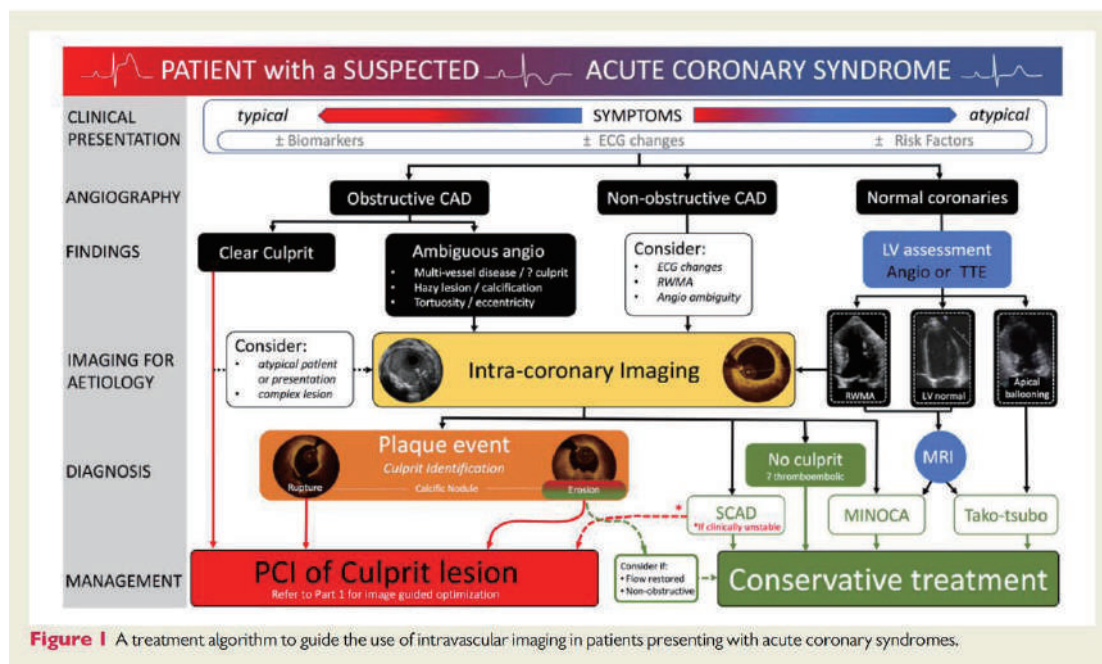 PATIENT with a SUSPECTED ACUTE CORONARY SYNDROME
CLINICAL
PRESENTATION
typical SYMPTOMS atypical
± Biomarkers ± ECG changes ± Risk Factors
ANGIOGRAPHY
Obstructive CAD
Non-obstructive CAD
Normal coronaries
FINDINGS
Clear Culprit
Ambiguous angio
• Multi-vessel disease / ? culprit
• Hazy lesion / calcification
• Tortuosity / eccentricity
Consider:
• ECG changes
• RWMA
• Angio ambiguity
LV assessment
Angio or TTE
IMAGING FOR
AETIOLOGY
Consider:
• atypical patient
or presentation
• complex lesion
Intra-coronary Imaging
RWMA
LV normal
Apical
ballooning
DIAGNOSIS
Plaque event
Culprit Identification
Rupture
Calcific Nodule
Erosion
No culprit
? thromboembolic
MRI
*
SCAD
*If clinically unstable
MINOCA
Tako-tsubo
MANAGEMENT
PCI of Culprit lesion
Refer to Part 1 for image guided optimization
Consider if:
• Flow restored
• Non-obstructive
Conservative treatment
Figure 1 A treatment algorithm to guide the use of intravascular imaging in patients presenting with acute coronary syndromes.